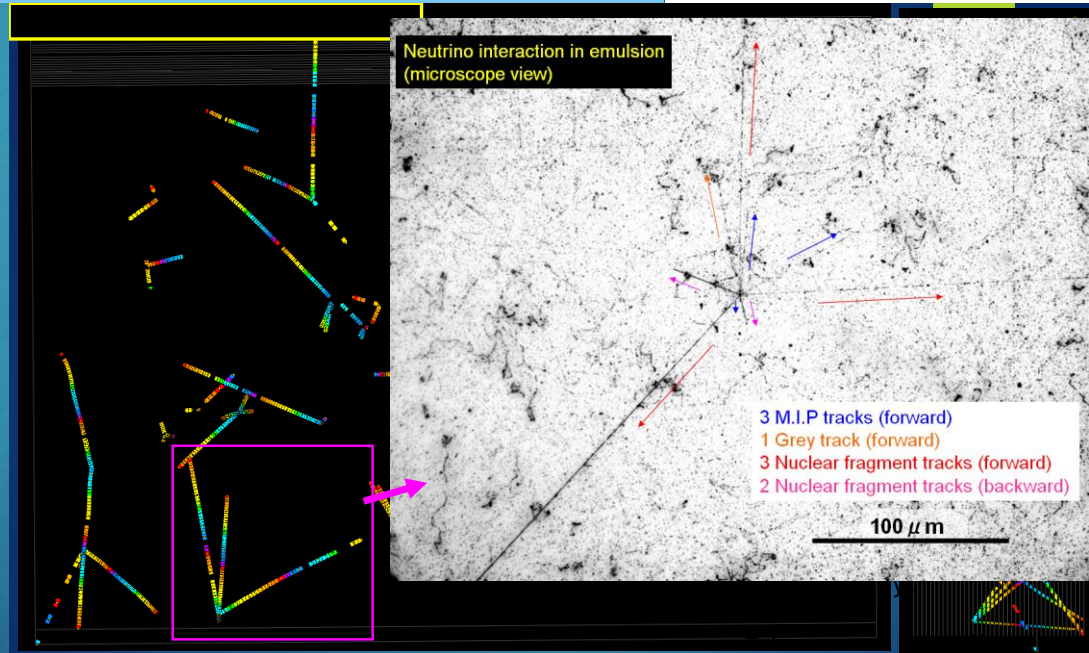 Neutrino interaction in emulsion
(microscope view)
3 M.I.P tracks (forward)
1 Grey track (forward)
3 Nuclear fragment tracks (forward)
2 Nuclear fragment tracks (backward)
100 μ m